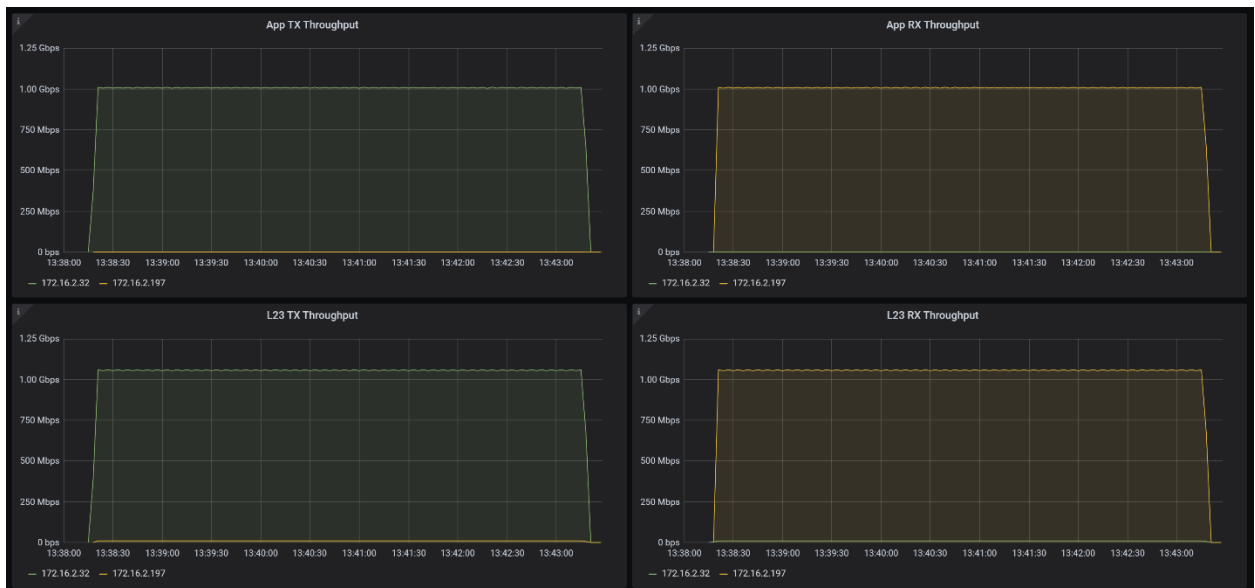 App TX Throughput
1.25 Gbps
1.00 Gbps
750 Mbps
500 Mbps
250 Mbps
0 bps
13:38:00 13:38:30 13:39:00 13:39:30 13:40:00 13:40:30 13:41:00 13:41:30 13:42:00 13:42:30 13:43:00
172.16.2.32 172.16.2.197
App RX Throughput
1.25 Gbps
1.00 Gbps
750 Mbps
500 Mbps
250 Mbps
0 bps
13:38:00 13:38:30 13:39:00 13:39:30 13:40:00 13:40:30 13:41:00 13:41:30 13:42:00 13:42:30 13:43:00
172.16.2.32 172.16.2.197
L23 TX Throughput
1.25 Gbps
1.00 Gbps
750 Mbps
500 Mbps
250 Mbps
0 bps
13:38:00 13:38:30 13:39:00 13:39:30 13:40:00 13:40:30 13:41:00 13:41:30 13:42:00 13:42:30 13:43:00
172.16.2.32 172.16.2.197
L23 RX Throughput
1.25 Gbps
1.00 Gbps
750 Mbps
500 Mbps
250 Mbps
0 bps
13:38:00 13:38:30 13:39:00 13:39:30 13:40:00 13:40:30 13:41:00 13:41:30 13:42:00 13:42:30 13:43:00
172.16.2.32 172.16.2.197